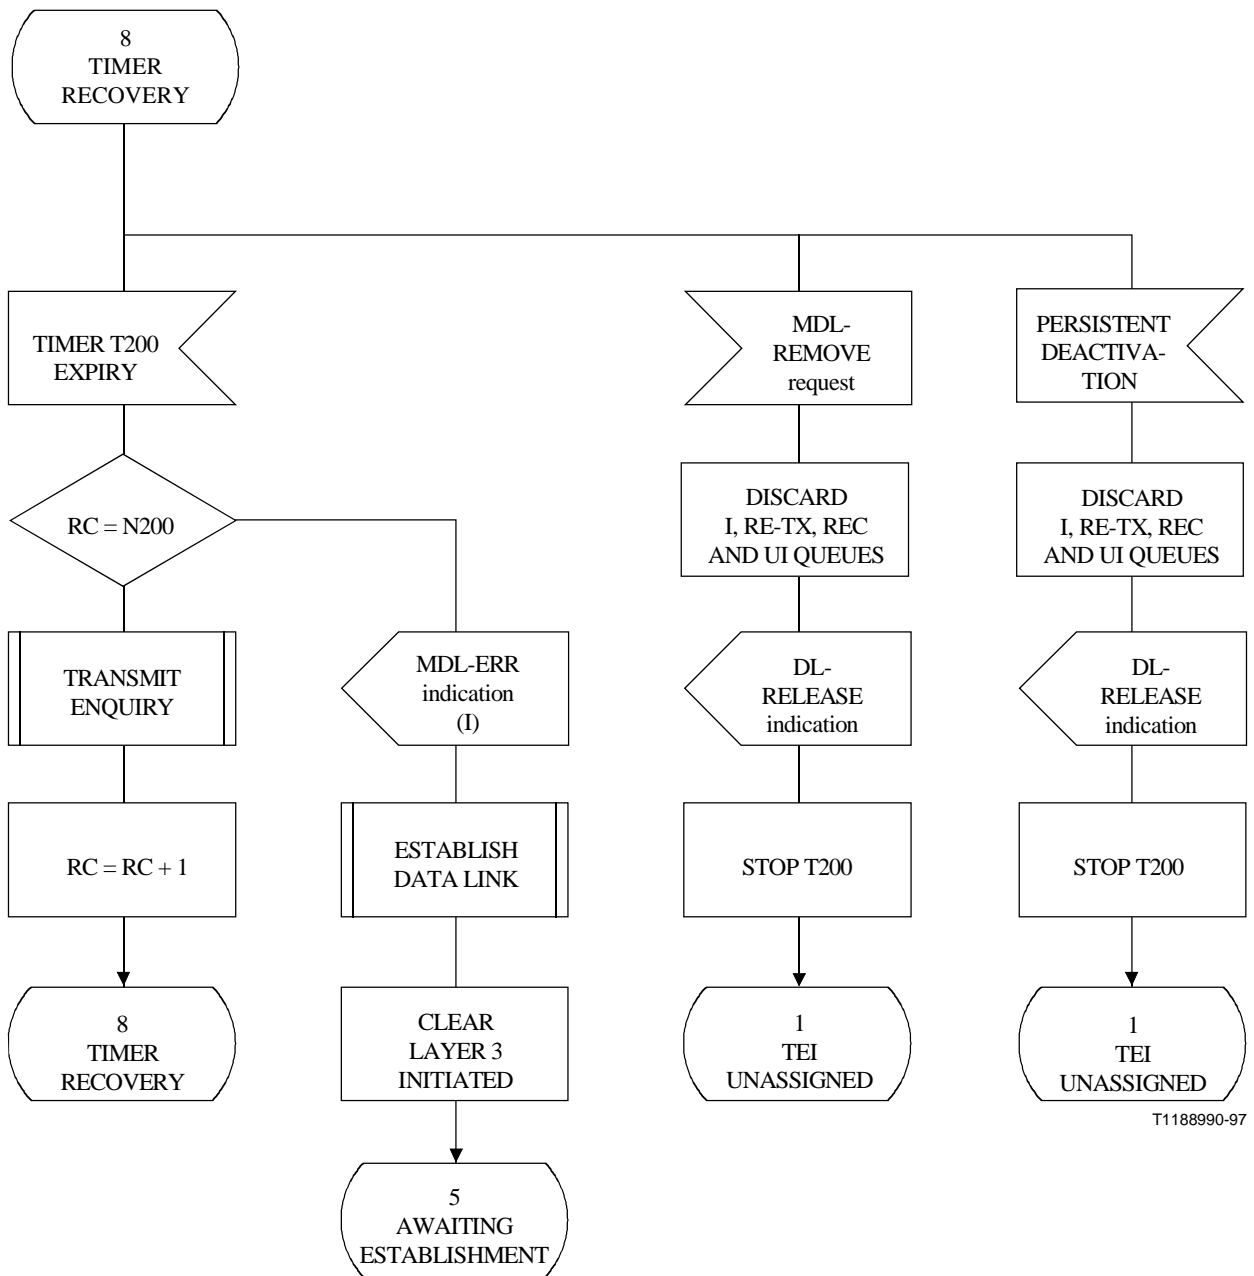 8
TIMER
RECOVERY
TIMER T200
EXPIRY
MDL-
REMOVE
request
PERSISTENT
DEACTIVA-
TION
RC = N200
DISCARD
I, RE-TX, REC
AND UI QUEUES
DISCARD
I, RE-TX, REC
AND UI QUEUES
TRANSMIT
ENQUIRY
MDL-ERR
indication
(I)
DL-
RELEASE
indication
DL-
RELEASE
indication
RC = RC + 1
ESTABLISH
DATA LINK
STOP T200
STOP T200
8
TIMER
RECOVERY
CLEAR
LAYER 3
INITIATED
1
TEI
UNASSIGNED
1
TEI
UNASSIGNED
T1188990-97
5
AWAITING
ESTABLISHMENT